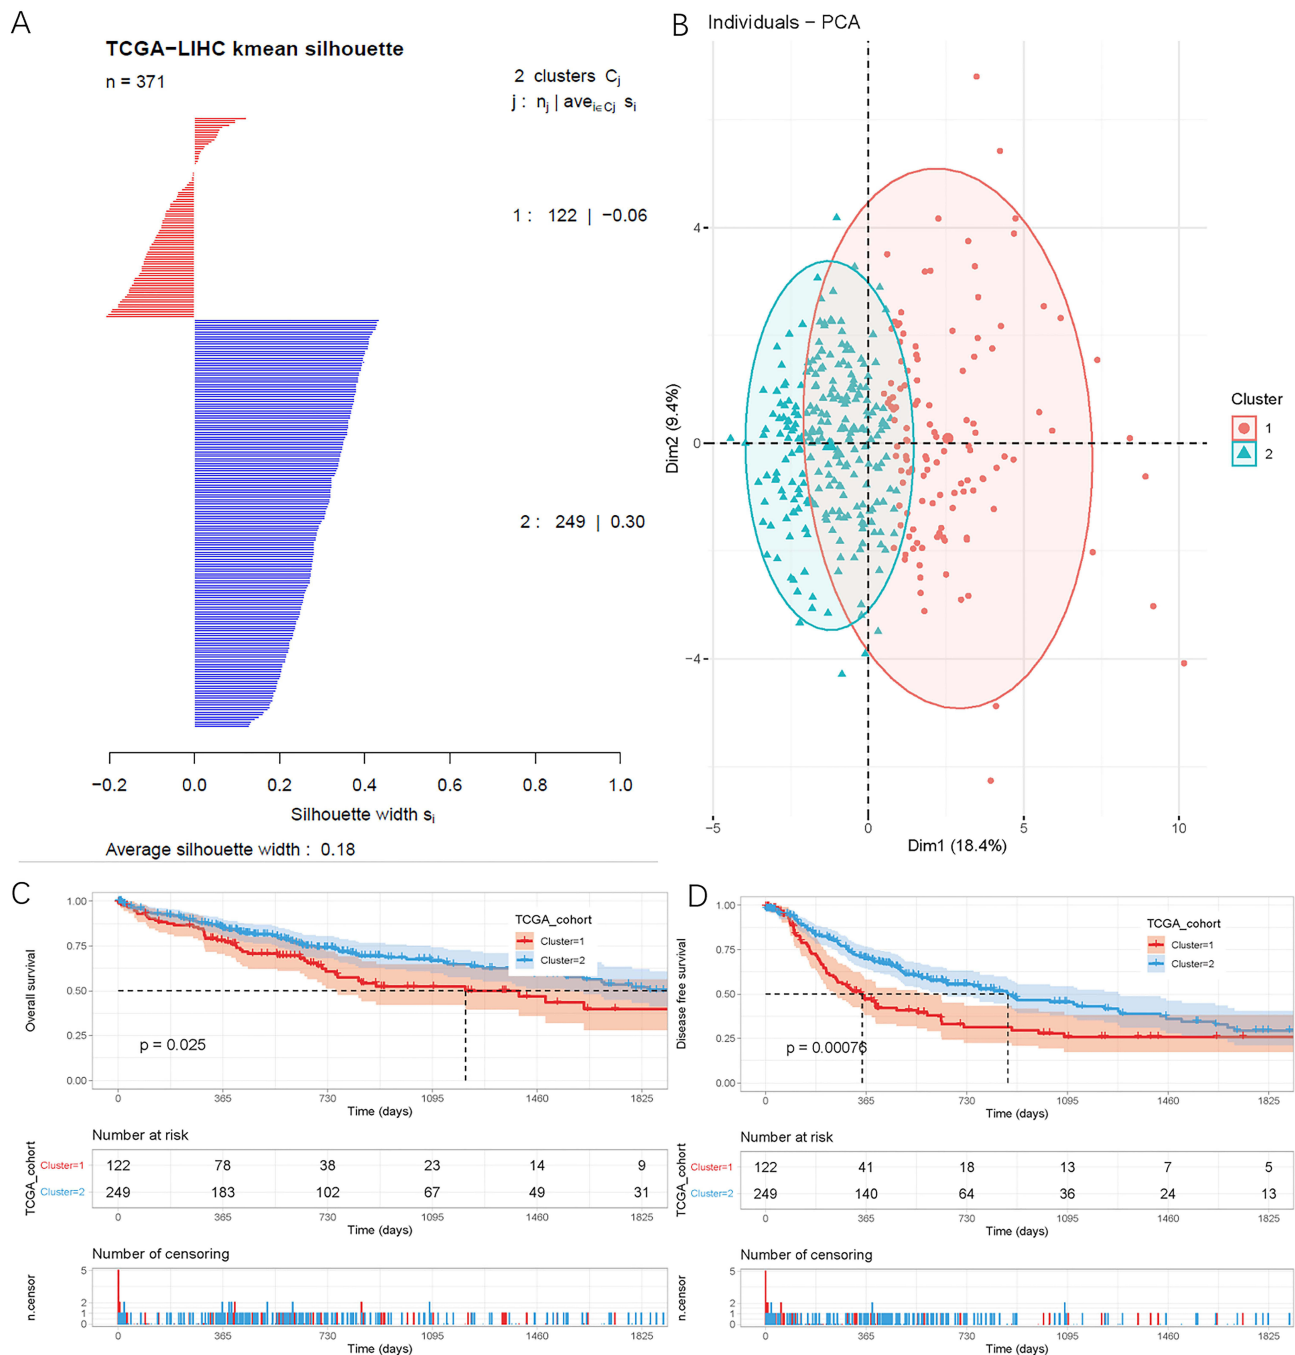 A
TCGA−LIHC kmean silhouette
n = 371
2 clusters Cj
j : nj | avei∈Cj si
1 : 122 | −0.06
2 : 249 | 0.30
−0.2 0.0 0.2 0.4 0.6 0.8 1.0
Silhouette width si
Average silhouette width : 0.18
B
Individuals − PCA
Dim2 (9.4%)
4
0
−4
−5 0 5 10
Dim1 (18.4%)
Cluster
1
2
C
Overall survival
1.00
0.75
0.50
0.25
0.00
TCGA_cohort
Cluster=1
Cluster=2
p = 0.025
0 365 730 1095 1460 1825
Time (days)
Number at risk
TCGA_cohort
Cluster=1 122 78 38 23 14 9
Cluster=2 249 183 102 67 49 31
0 365 730 1095 1460 1825
Time (days)
Number of censoring
n.censor
5
2
1
0
0 365 730 1095 1460 1825
Time (days)
D
Disease free survival
1.00
0.75
0.50
0.25
0.00
TCGA_cohort
Cluster=1
Cluster=2
p = 0.00076
0 365 730 1095 1460 1825
Time (days)
Number at risk
TCGA_cohort
Cluster=1 122 41 18 13 7 5
Cluster=2 249 140 64 36 24 13
0 365 730 1095 1460 1825
Time (days)
Number of censoring
n.censor
5
2
1
0
0 365 730 1095 1460 1825
Time (days)